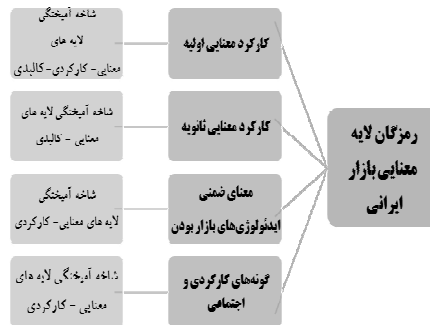 رمزگان لایه
معنایی بازار
ایرانی
کارکرد معنایی اولیه
شاخه آمیختگی
لایه های
معنایی- کارکردی- کالبدی
کارکرد معنایی ثانویه
شاخه آمیختگی لایه های
معنایی - کالبدی
معنای ضمنی
ایدئولوژی‌های بازار بودن
شاخه آمیختگی
لایه های معنایی- کارکردی
گونه‌های کارکردی و
اجتماعی
شاخه آمیختگی لایه های
معنایی - کارکردی